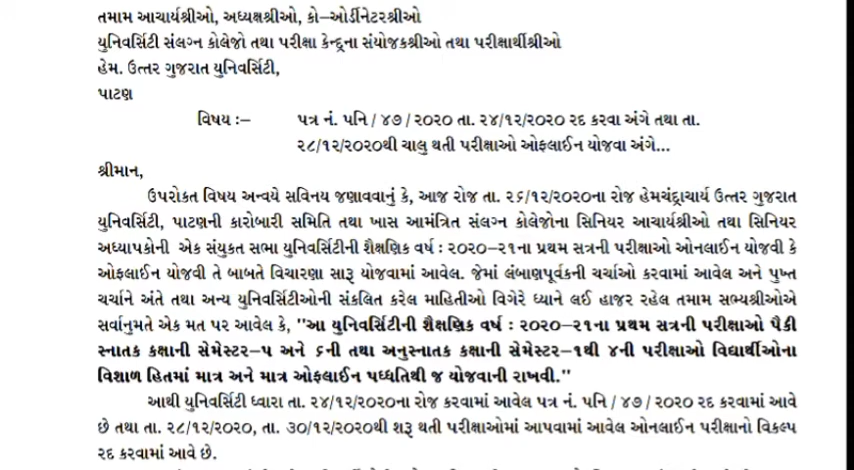 તમામ આચાર્યશ્રીઓ, અધ્યક્ષશ્રીઓ, કો–ઓર્ડીનેટરશ્રીઓ
યુનિવર્સિટી સંલગ્ન કોલેજો તથા પરીક્ષા કેન્દ્રના સંયોજકશ્રીઓ તથા પરીક્ષાર્થીશ્રીઓ
હેમ. ઉત્તર ગુજરાત યુનિવર્સિટી,
પાટણ
વિષય :– પત્ર નં. પનિ / ૪૭ / ૨૦૨૦ તા. ૨૪/૧૨/૨૦૨૦ રદ કરવા અંગે તથા તા.
૨૮/૧૨/૨૦૨૦થી ચાલુ થતી પરીક્ષાઓ ઓફલાઈન યોજવા અંગે...
શ્રીમાન,
ઉપરોકત વિષય અન્વયે સવિનય જણાવવાનું કે, આજ રોજ તા. ૨૬/૧૨/૨૦૨૦ના રોજ હેમચંદ્રાચાર્ય ઉત્તર ગુજરાત
યુનિવર્સિટી, પાટણની કારોબારી સમિતિ તથા ખાસ આમંત્રિત સંલગ્ન કોલેજોના સિનિયર આચાર્યશ્રીઓ તથા સિનિયર
અધ્યાપકોની એક સંયુકત સભા યુનિવર્સિટીની શૈક્ષણિક વર્ષ : ૨૦૨૦–૨૧ના પ્રથમ સત્રની પરીક્ષાઓ ઓનલાઈન યોજવી કે
ઓફલાઈન યોજવી તે બાબતે વિચારણા સારૂ યોજવામાં આવેલ. જેમાં લંબાણપૂર્વકની ચર્ચાઓ કરવામાં આવેલ અને પુખ્ત
ચર્ચાને અંતે તથા અન્ય યુનિવર્સિટીઓની સંકલિત કરેલ માહિતીઓ વિગેરે ધ્યાને લઈ હાજર રહેલ તમામ સભ્યશ્રીઓએ
સર્વાનુમતે એક મત પર આવેલ કે, "આ યુનિવર્સિટીની શૈક્ષણિક વર્ષ : ૨૦૨૦–૨૧ના પ્રથમ સત્રની પરીક્ષાઓ પૈકી
સ્નાતક કક્ષાની સેમેસ્ટર–૫ અને ૬ની તથા અનુસ્નાતક કક્ષાની સેમેસ્ટર–૧થી ૪ની પરીક્ષાઓ વિદ્યાર્થીઓના
વિશાળ હિતમાં માત્ર અને માત્ર ઓફલાઈન પધ્ધતિથી જ યોજવાની રાખવી."
આથી યુનિવર્સિટી ધ્વારા તા. ૨૪/૧૨/૨૦૨૦ના રોજ કરવામાં આવેલ પત્ર નં. પનિ / ૪૭ / ૨૦૨૦ રદ કરવામાં આવે
છે તથા તા. ૨૮/૧૨/૨૦૨૦, તા. ૩૦/૧૨/૨૦૨૦થી શરૂ થતી પરીક્ષાઓમાં આપવામાં આવેલ ઓનલાઈન પરીક્ષાનો વિકલ્પ
રદ કરવામાં આવે છે.